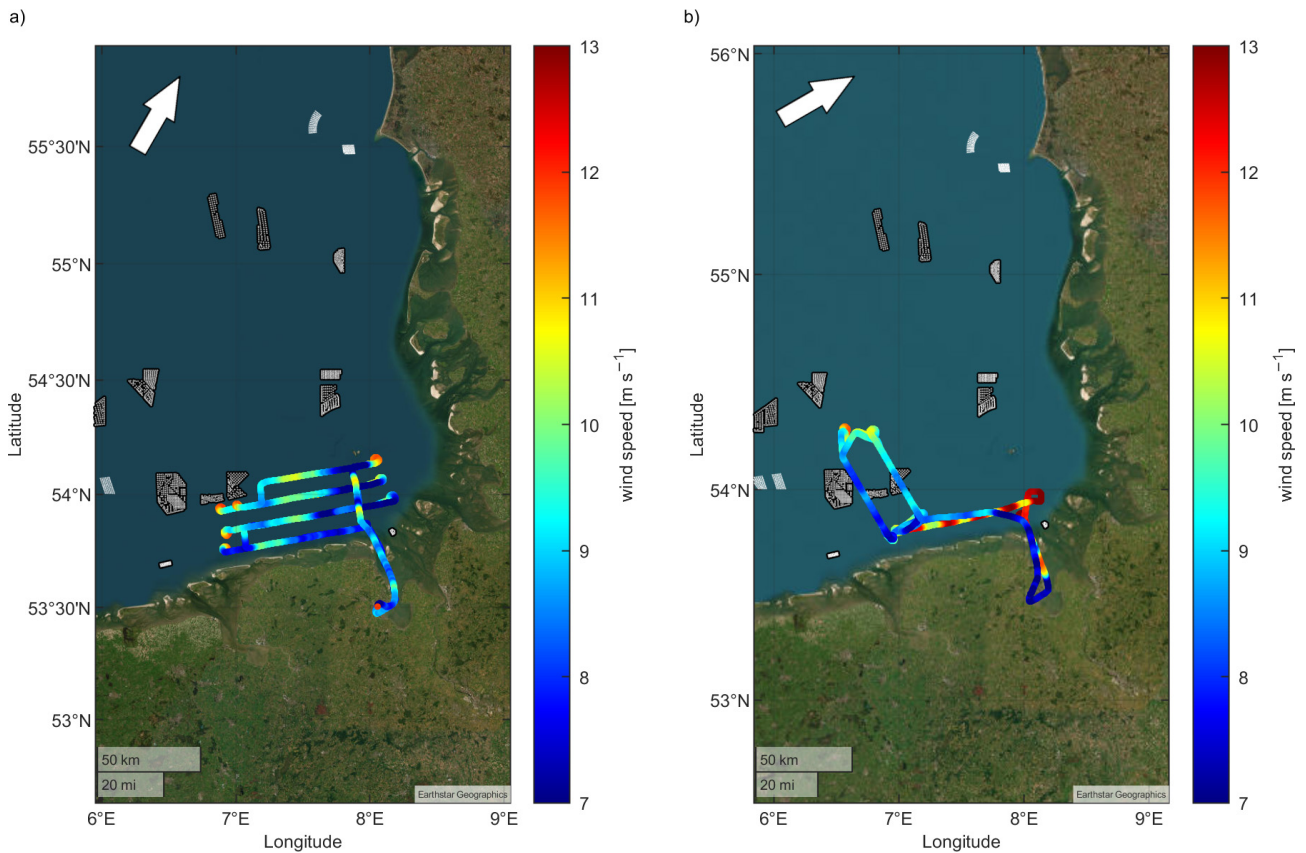 a)
55°30'N
55°N
54°30'N
54°N
53°30'N
53°N
Latitude
50 km
20 mi
Earthstar Geographics
6°E
7°E
8°E
9°E
Longitude
13
12
11
10
9
8
7
wind speed [m s⁻¹]
b)
56°N
55°N
54°N
53°N
Latitude
50 km
20 mi
Earthstar Geographics
6°E
7°E
8°E
9°E
Longitude
13
12
11
10
9
8
7
wind speed [m s⁻¹]